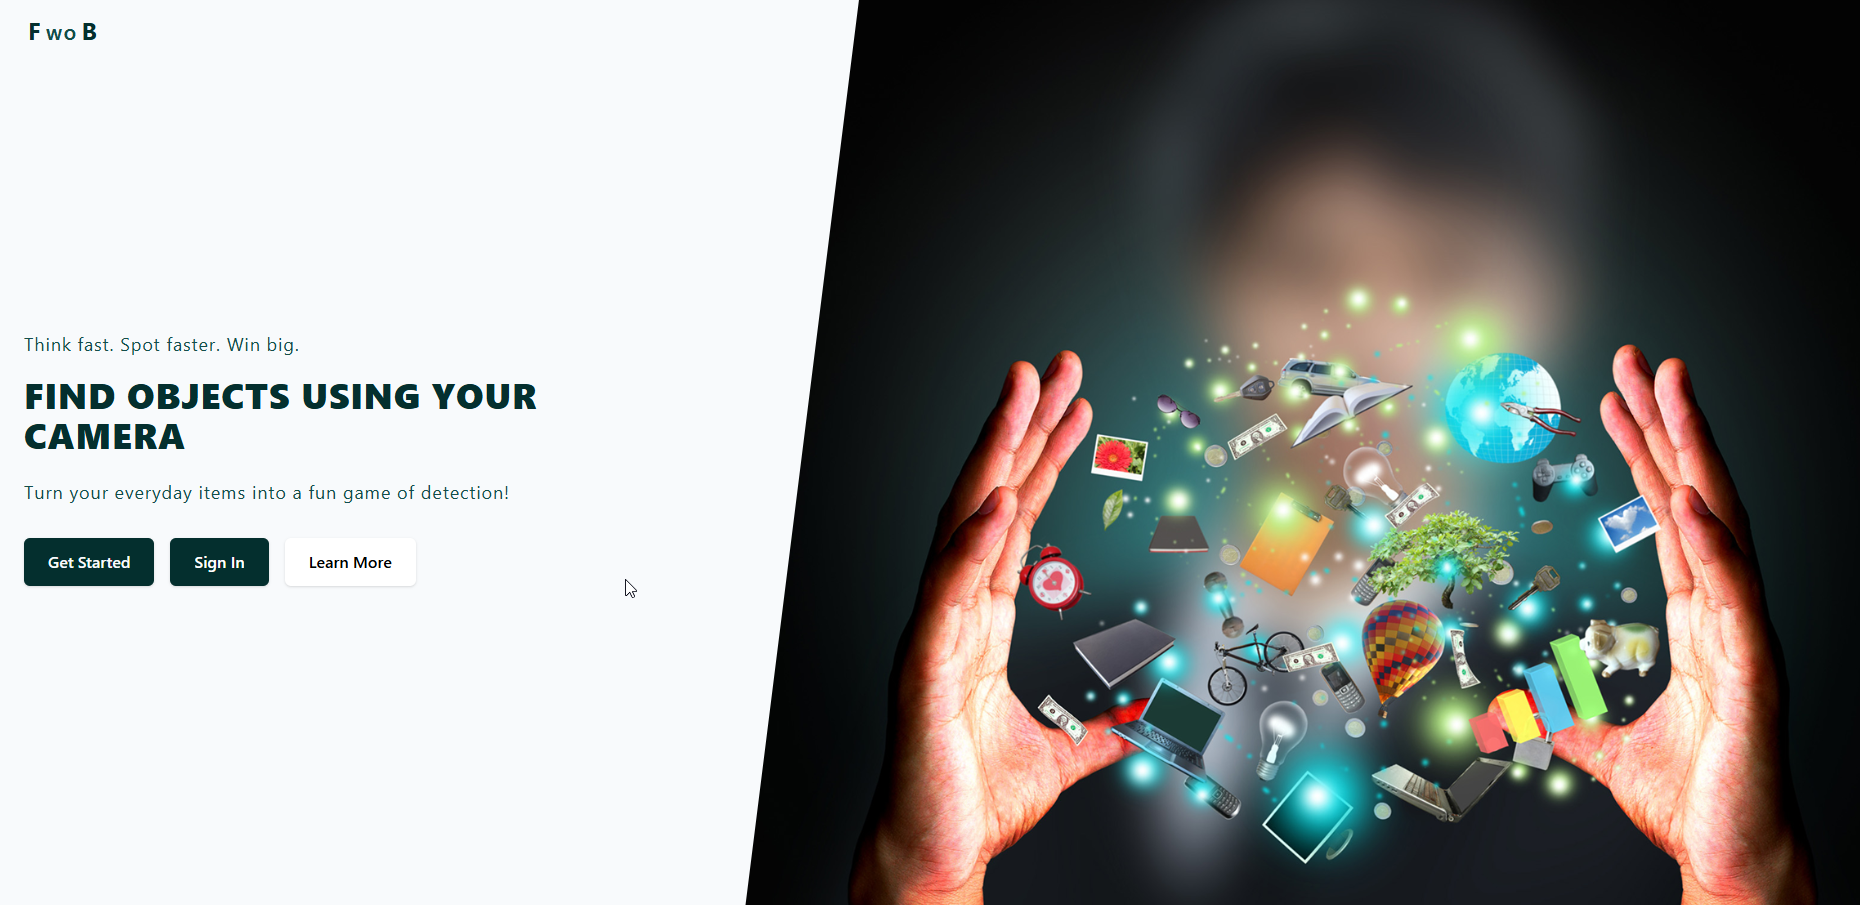 F wo B
Think fast. Spot faster. Win big.
FIND OBJECTS USING YOUR
CAMERA
Turn your everyday items into a fun game of detection!
Get Started
Sign In
Learn More